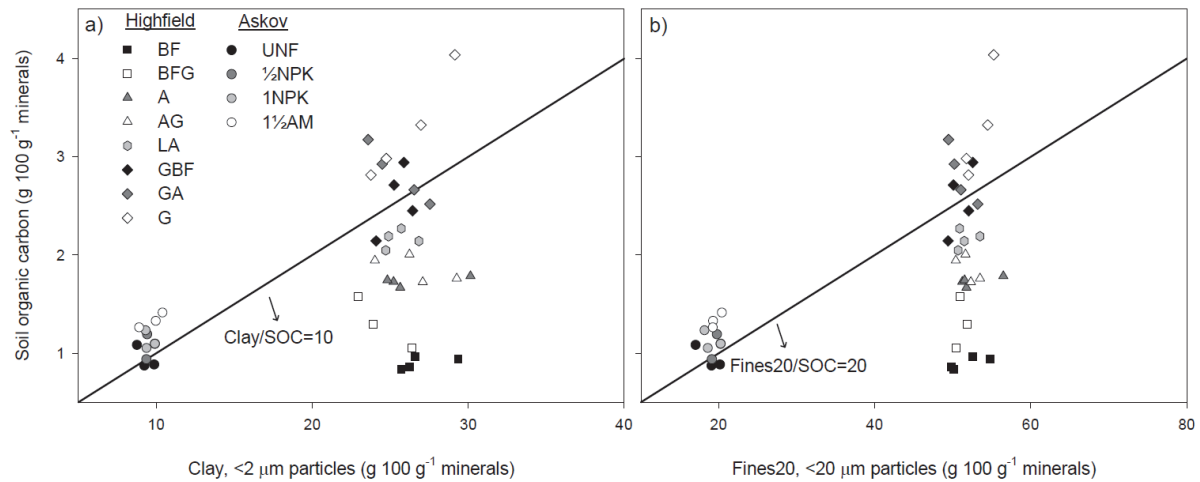 a)
Highfield
Askov
BF
BFG
A
AG
LA
GBF
GA
G
UNF
½NPK
1NPK
1½AM
Clay/SOC=10
Soil organic carbon (g 100 g⁻¹ minerals)
4
3
2
1
10
20
30
40
Clay, <2 μm particles (g 100 g⁻¹ minerals)
b)
Fines20/SOC=20
20
40
60
80
Fines20, <20 μm particles (g 100 g⁻¹ minerals)